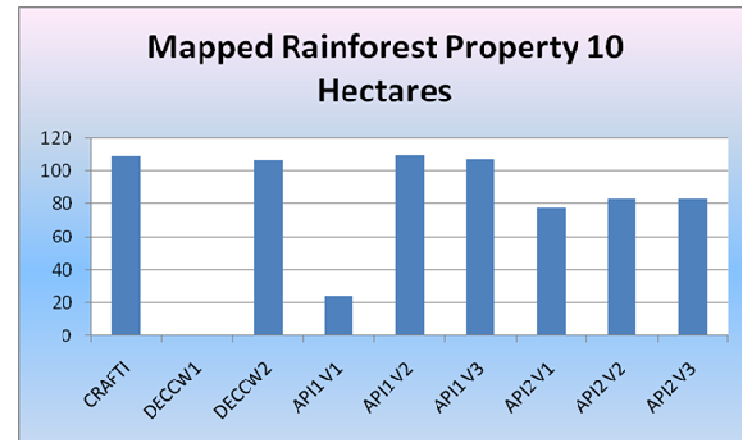 Mapped Rainforest Property 10
Hectares
120
100
80
60
40
20
0
CRAFTI
DECCW1
DECCW2
API1 V1
API1 V2
API1 V3
API2 V1
API2 V2
API2 V3